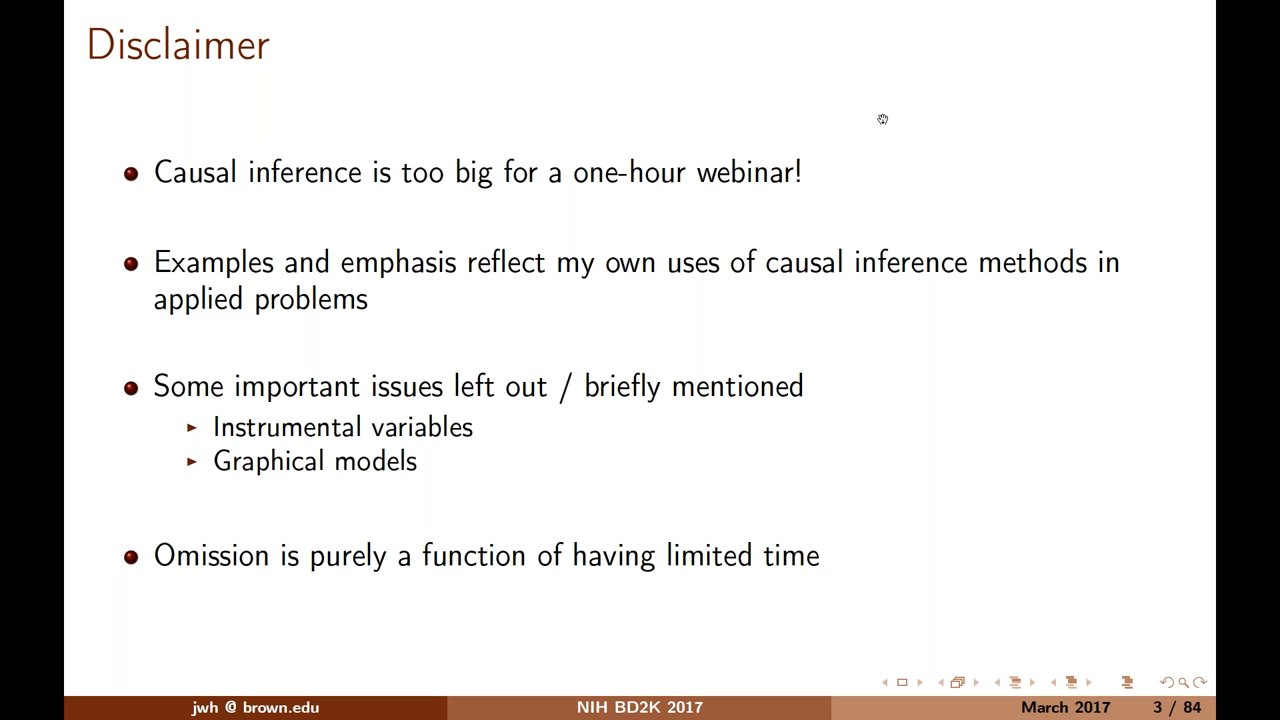 Disclaimer
Causal inference is too big for a one-hour webinar!
Examples and emphasis reflect my own uses of causal inference methods in
applied problems
Some important issues left out / briefly mentioned
Instrumental variables
Graphical models
Omission is purely a function of having limited time
jwh @ brown.edu
NIH BD2K 2017
March 2017
3 / 84